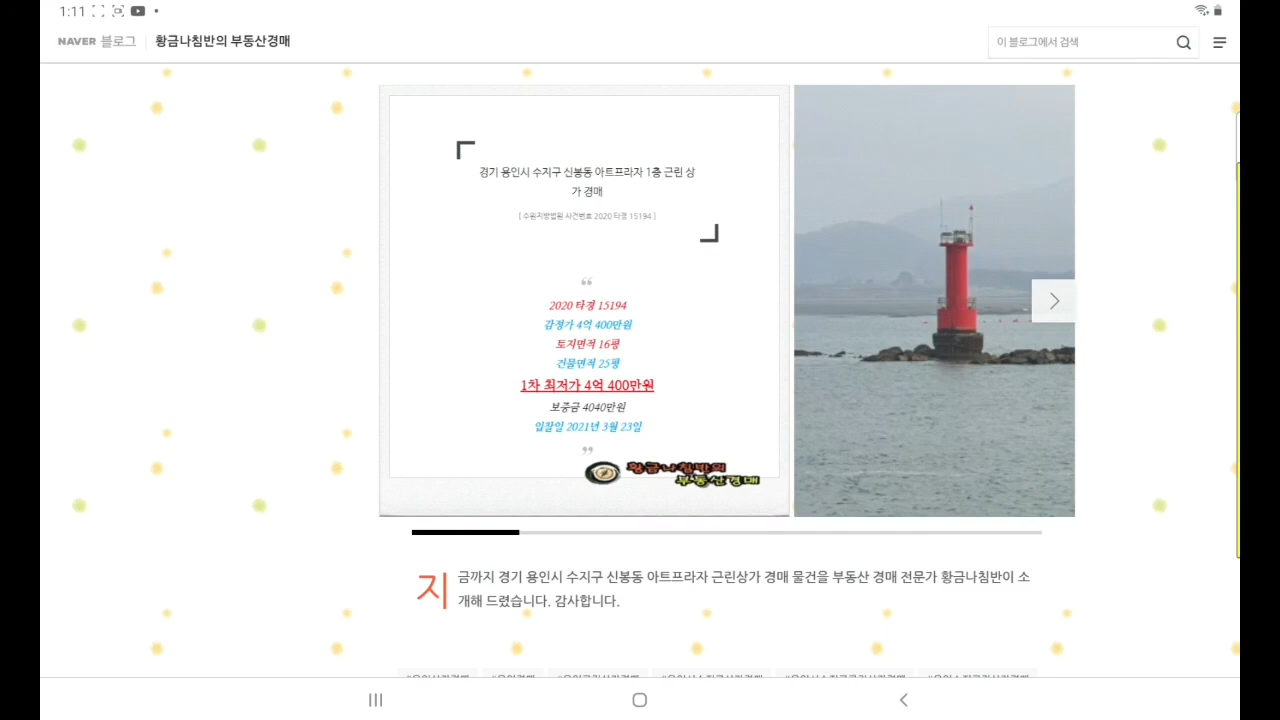 1:11
NAVER 블로그 황금나침반의 부동산경매
이 블로그에서 검색
경기 용인시 수지구 신봉동 아트프라자 1층 근린 상
가 경매
[ 수원지방법원 사건번호 2020 타경 15194 ]
2020 타경 15194
감정가 4억 400만원
토지면적 16평
건물면적 25평
1차 최저가 4억 400만원
보증금 4040만원
입찰일 2021년 3월 23일
황금나침반의
부동산경매
지금까지 경기 용인시 수지구 신봉동 아트프라자 근린상가 경매 물건을 부동산 경매 전문가 황금나침반이 소
개해 드렸습니다. 감사합니다.